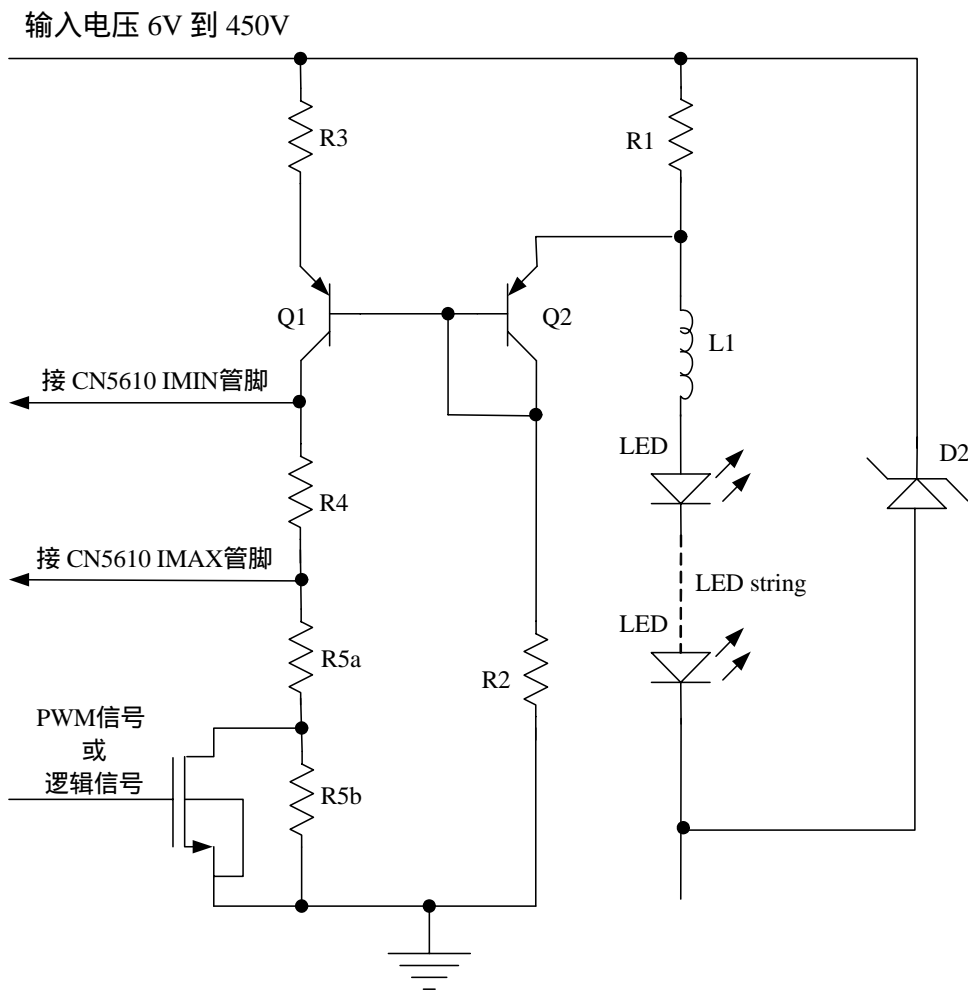 输入电压 6V 到 450V
R3
R1
Q1
Q2
L1
接 CN5610 IMIN管脚
LED
D2
R4
接 CN5610 IMAX管脚
LED string
LED
R5a
R2
PWM信号
或
逻辑信号
R5b